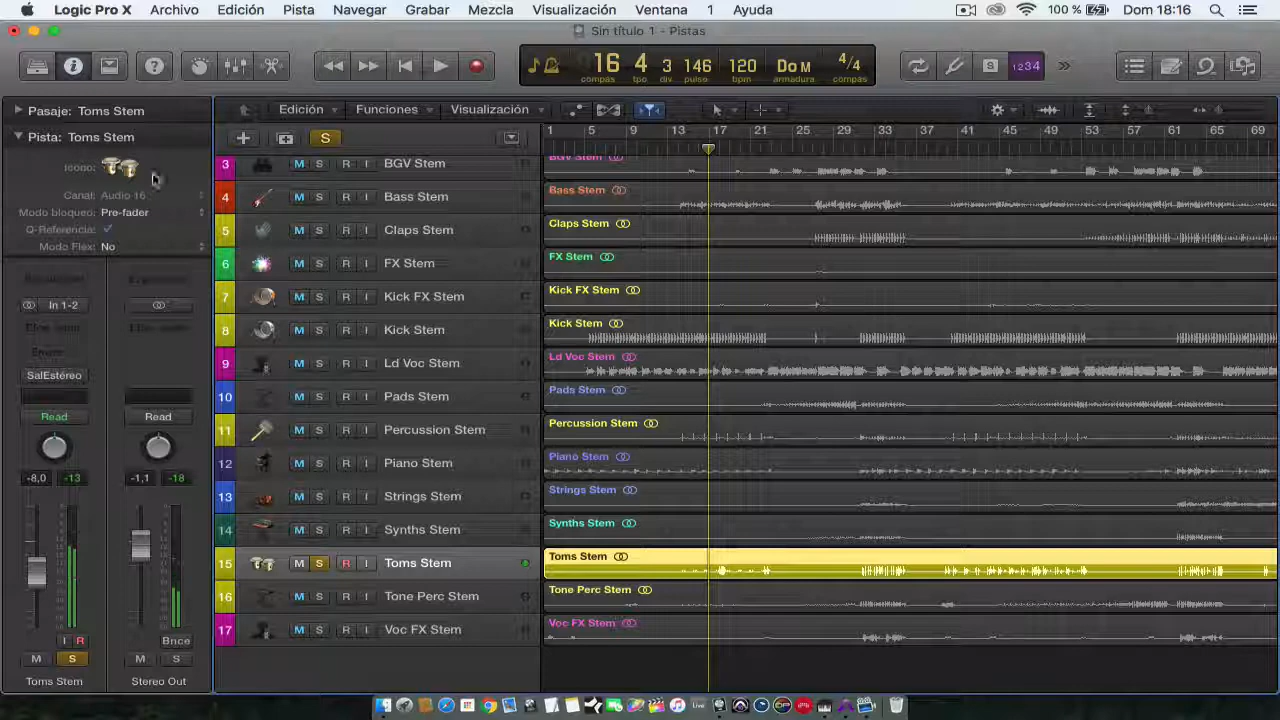 Logic Pro X Archivo Edición Pista Navegar Grabar Mezcla Visualización Ventana 1 Ayuda 100 % Dom 18:16
Sin título 1 - Pistas
16 4 3 146 120 Do M 4/4
compás div pulso bpm armadura compás
1234
Pasaje: Toms Stem
Edición Funciones Visualización
Pista: Toms Stem
S
1 5 9 13 17 21 25 29 33 37 41 45 49 53 57 61 65 69
Icono:
Canal: Audio 16
Modo bloqueo: Pre-fader
Q-Referencia: ✓
Modo Flex: No
In 1-2
SalEstéreo
Read Read
-8,0 -13 -1,1 -18
I R Bnce
M S M S
Toms Stem Stereo Out
3 M S R I BGV Stem BGV Stem
4 M S R I Bass Stem Bass Stem
5 M S R I Claps Stem Claps Stem
6 M S R I FX Stem FX Stem
7 M S R I Kick FX Stem Kick FX Stem
8 M S R I Kick Stem Kick Stem
9 M S R I Ld Voc Stem Ld Voc Stem
10 M S R I Pads Stem Pads Stem
11 M S R I Percussion Stem Percussion Stem
12 M S R I Piano Stem Piano Stem
13 M S R I Strings Stem Strings Stem
14 M S R I Synths Stem Synths Stem
15 M S R I Toms Stem Toms Stem
16 M S R I Tone Perc Stem Tone Perc Stem
17 M S R I Voc FX Stem Voc FX Stem
Live